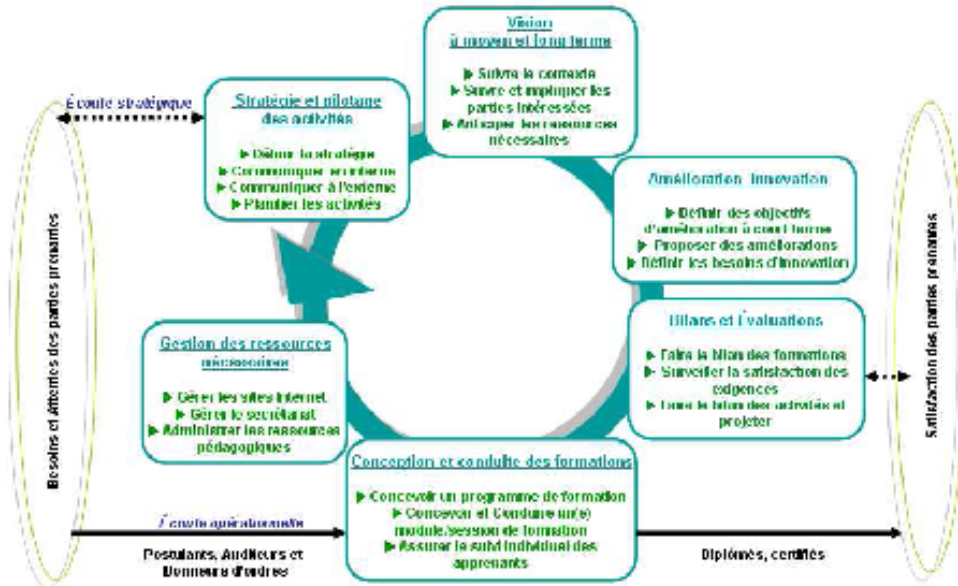 Vision
à moyen et long terme
▶ Suivre le contexte
▶ Suivre et impliquer les
parties intéressées
▶ Anticiper les ressources
nécessaires
Écoute stratégique
Stratégie et pilotage
des activités
▶ Définir la stratégie
▶ Communiquer en interne
▶ Communiquer à l'externe
▶ Planifier les activités
Amélioration Innovation
▶ Définir des objectifs
d'amélioration à court terme
▶ Proposer des améliorations
▶ Définir les besoins d'innovation
Besoins et Attentes des parties prenantes
Satisfaction des parties prenantes
Bilans et Évaluations
▶ Faire le bilan des formations
▶ Surveiller la satisfaction des
exigences
▶ Faire le bilan des activités et
projeter
Gestion des ressources
nécessaires
▶ Gérer les sites Internet
▶ Gérer le secrétariat
▶ Administrer les ressources
pédagogiques
Conception et conduite des formations
▶ Concevoir un programme de formation
▶ Concevoir et Conduire un(e)
module/session de formation
▶ Assurer le suivi individuel des
apprenants
Écoute opérationnelle
Postulants, Auditeurs et
Donneurs d'ordres
Diplômés, certifiés